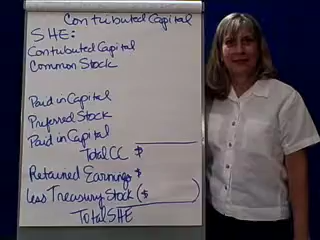 Contributed Capital
SHE:
Contributed Capital
Common Stock
Paid in Capital
Preferred Stock
Paid in Capital
Total CC $
Retained Earnings $
Less Treasury Stock ($ )
Total SHE